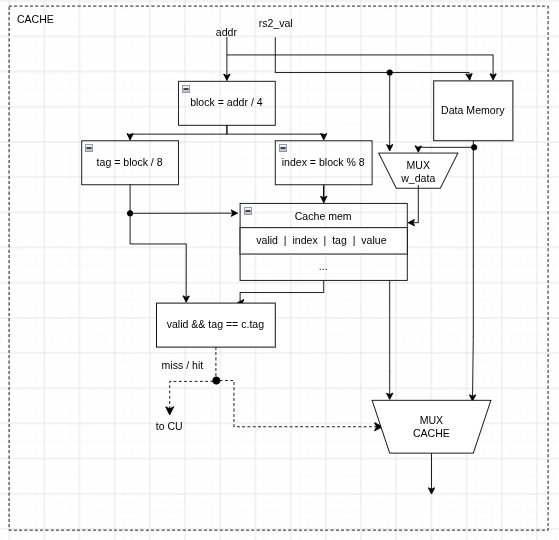 CACHE
rs2_val
addr
block = addr / 4
Data Memory
tag = block / 8
index = block % 8
MUX
w_data
Cache mem
valid | index | tag | value
...
valid && tag == c.tag
miss / hit
to CU
MUX
CACHE